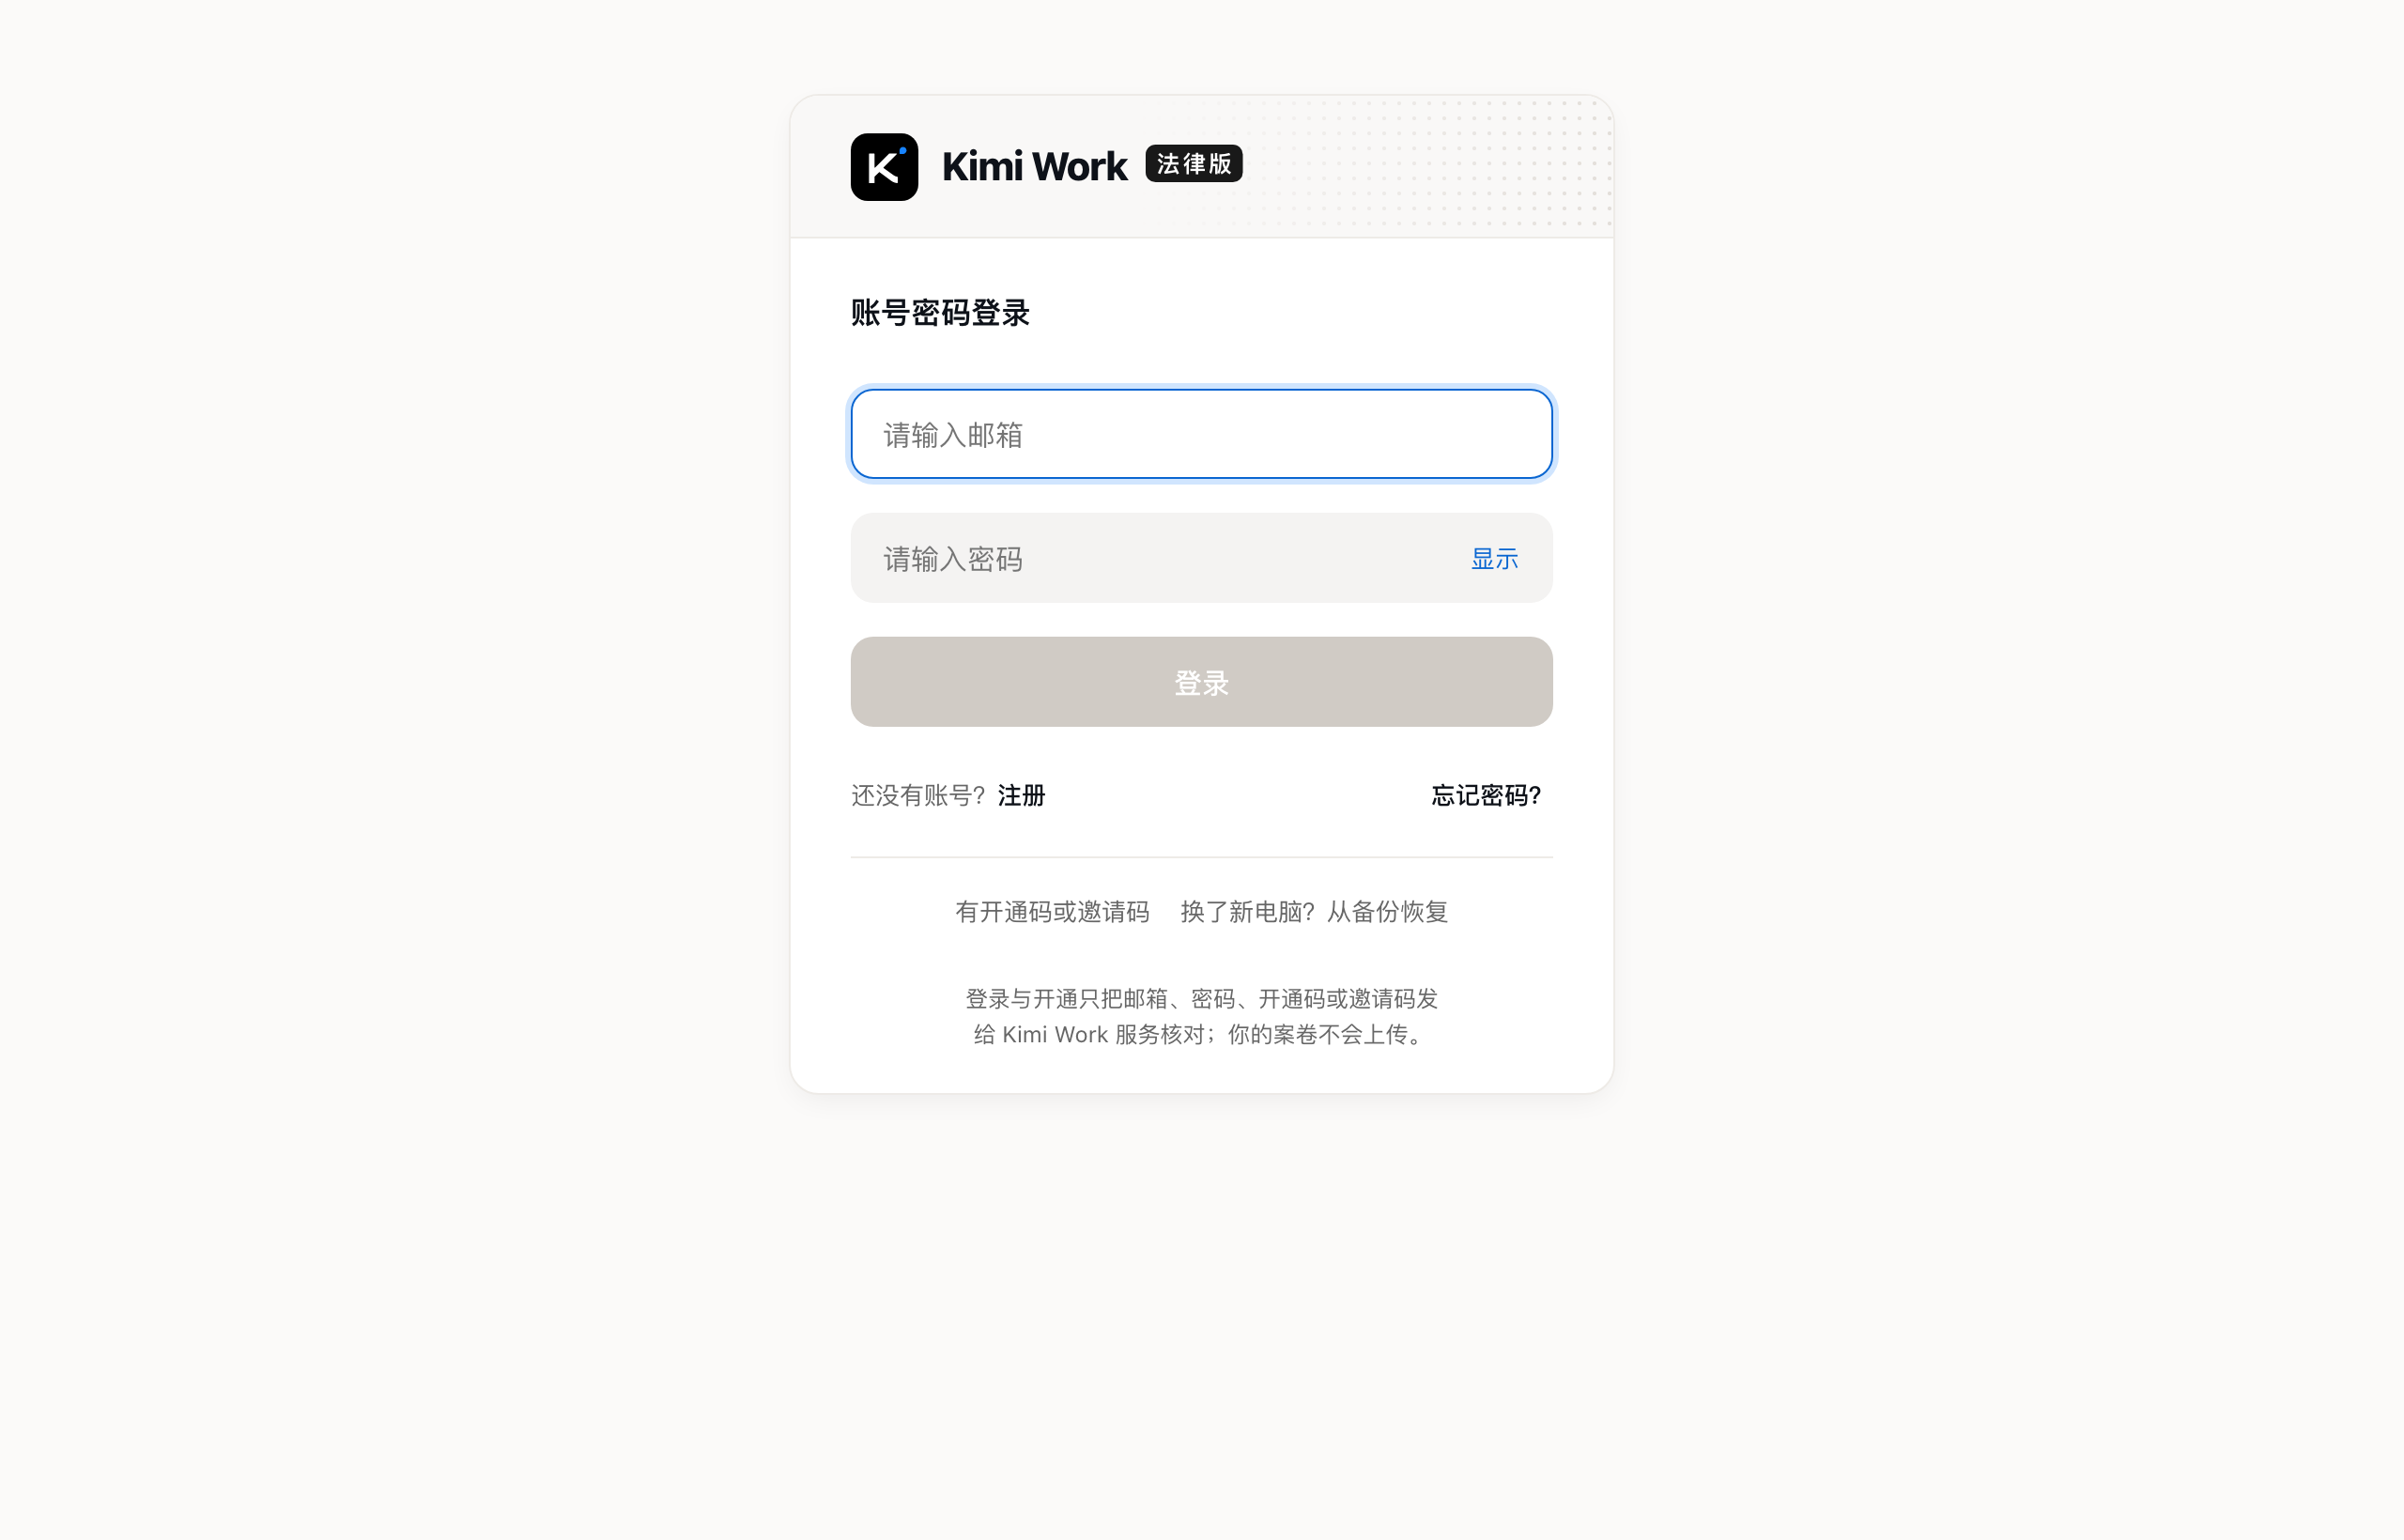 Kimi Work 法律版
账号密码登录
请输入邮箱
请输入密码 显示
登录
还没有账号? 注册 忘记密码?
有开通码或邀请码 换了新电脑? 从备份恢复
登录与开通只把邮箱、密码、开通码或邀请码发
给 Kimi Work 服务核对；你的案卷不会上传。